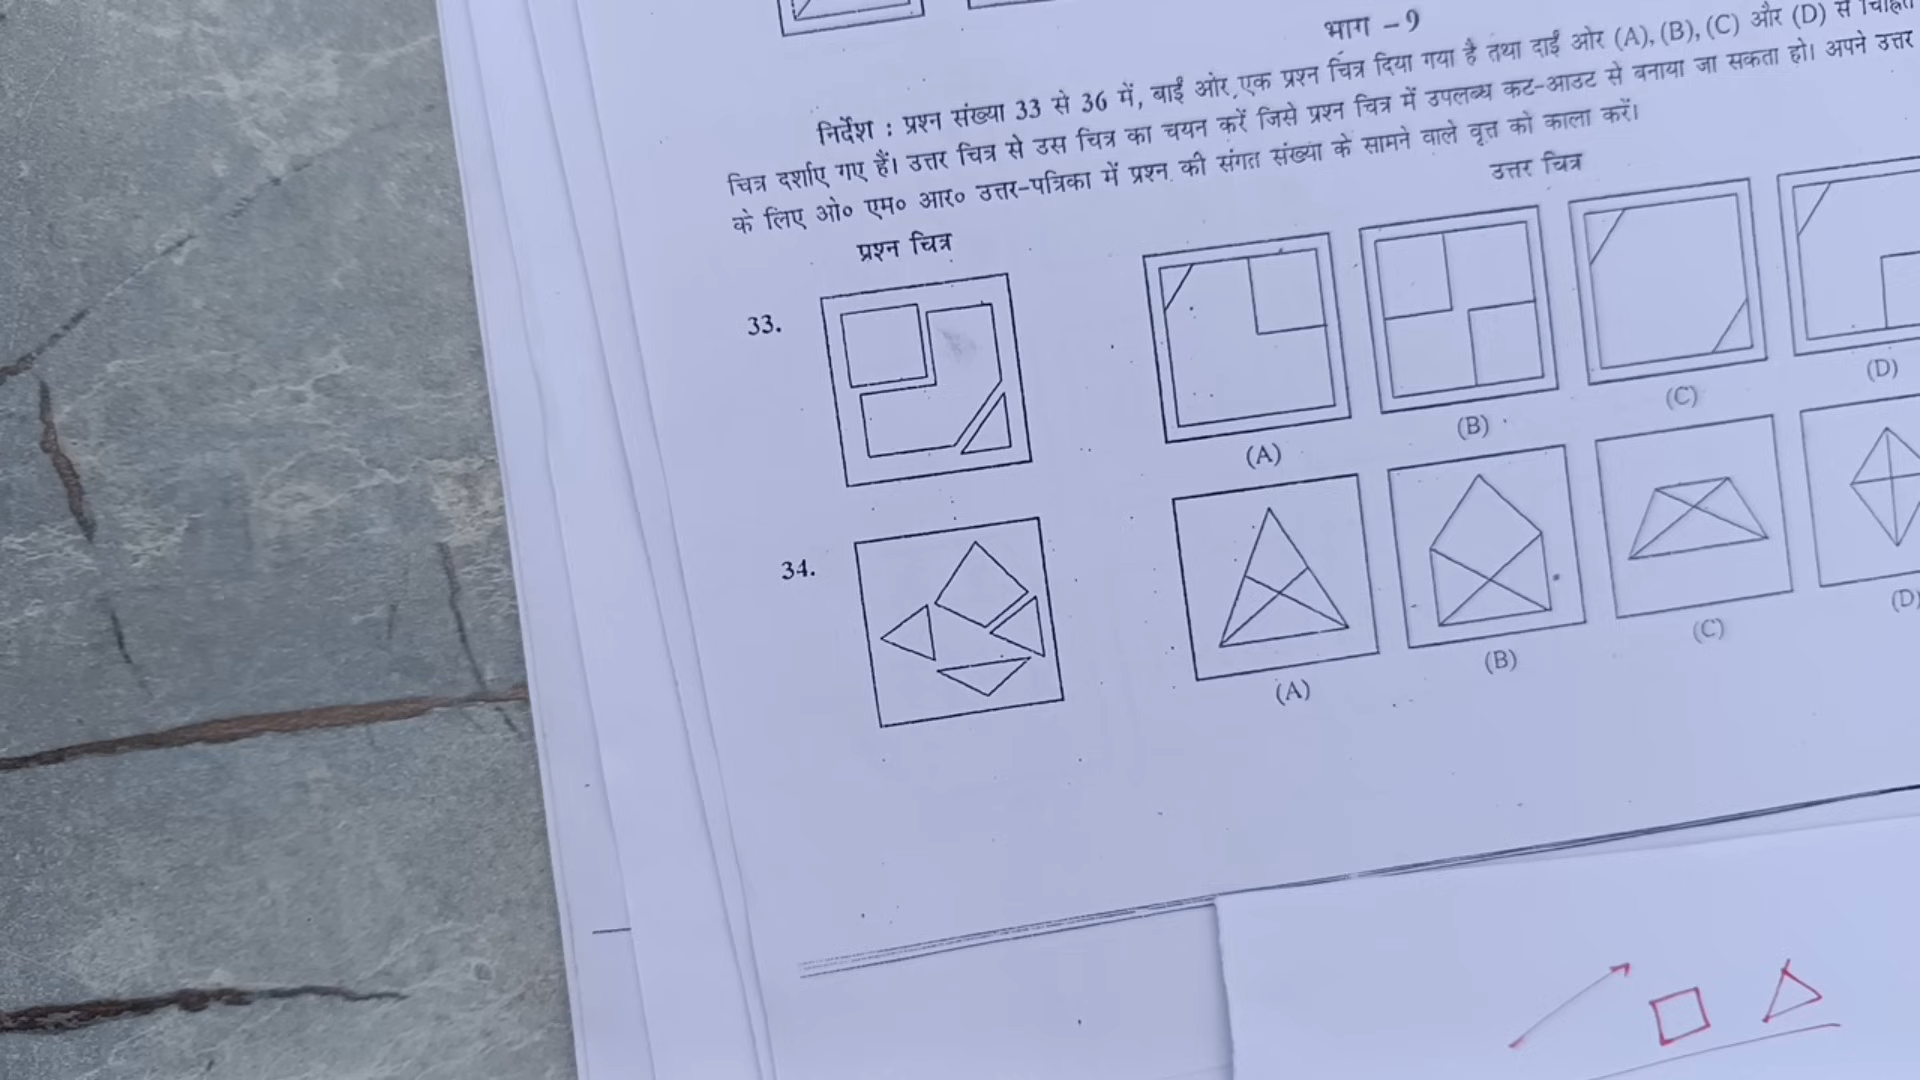 भाग - 9
निर्देश : प्रश्न संख्या 33 से 36 में, बाईं ओर एक प्रश्न चित्र दिया गया है तथा दाईं ओर (A), (B), (C) और (D) से
चित्र दर्शाए गए हैं। उत्तर चित्र से उस चित्र का चयन करें जिसे प्रश्न चित्र में उपलब्ध कट-आउट से बनाया जा सकता हो। अपने उत्तर
के लिए ओ० एम० आर० उत्तर-पत्रिका में प्रश्न की संगत संख्या के सामने वाले वृत्त को काला करें।
प्रश्न चित्र
उत्तर चित्र
33.
(A)
(B)
(C)
(D)
34.
(A)
(B)
(C)
(D)